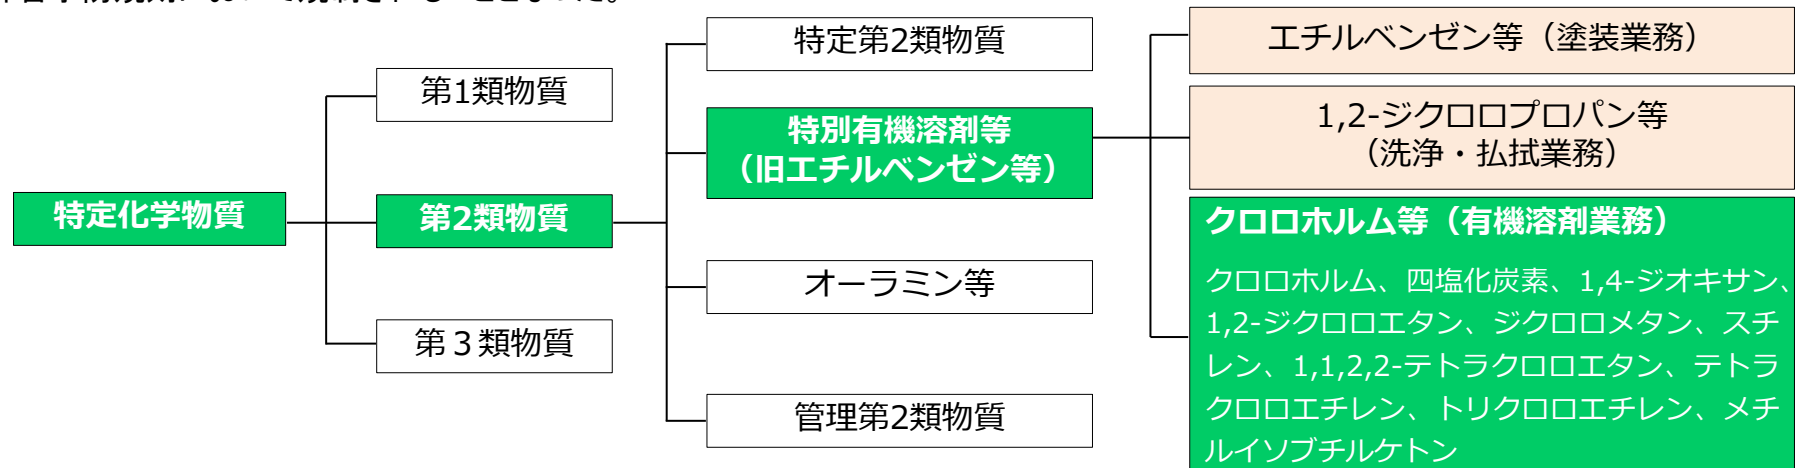 特定化学物質
第1類物質
第2類物質
第３類物質
特定第2類物質
特別有機溶剤等
（旧エチルベンゼン等）
オーラミン等
管理第2類物質
エチルベンゼン等（塗装業務）
1,2-ジクロロプロパン等
（洗浄・払拭業務）
クロロホルム等（有機溶剤業務）
クロロホルム、四塩化炭素、1,4-ジオキサン、
1,2-ジクロロエタン、ジクロロメタン、スチ
レン、1,1,2,2-テトラクロロエタン、テトラ
クロロエチレン、トリクロロエチレン、メチ
ルイソブチルケトン